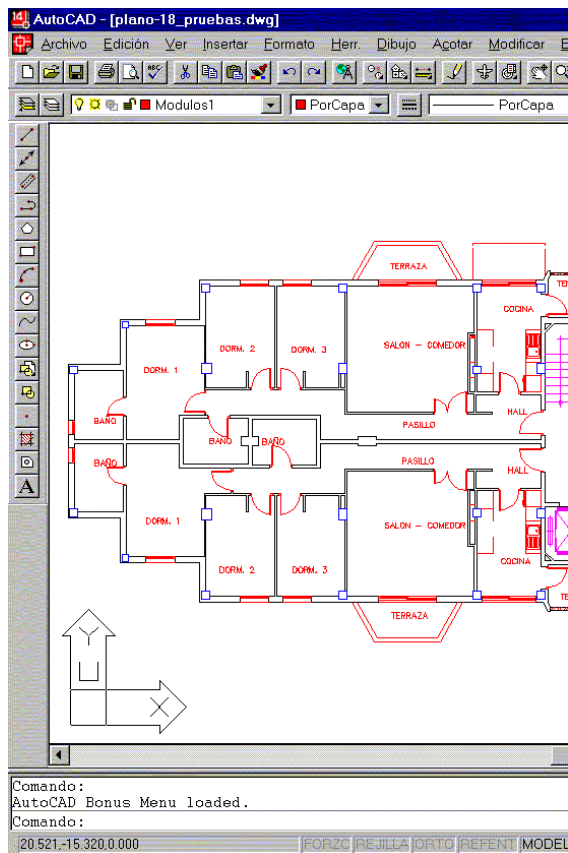 AutoCAD - [plano-18_pruebas.dwg]
Archivo Edición Ver Insertar Formato Herr. Dibujo Acotar Modificar E
Modulos1 PorCapa PorCapa
TERRAZA
TE
COCINA
DORM. 2 DORM. 3 SALON - COMEDOR
DORM. 1
HALL
BAÑO
PASILLO
BAÑO BAÑO
BAÑO PASILLO
HALL
DORM. 1 SALON - COMEDOR
COCINA
DORM. 2 DORM. 3
TE
TERRAZA
Y
U
X
Comando:
AutoCAD Bonus Menu loaded.
Comando:
20.521,-15.320,0.000 FORZC REJILLA ORTO REFENT MODEL